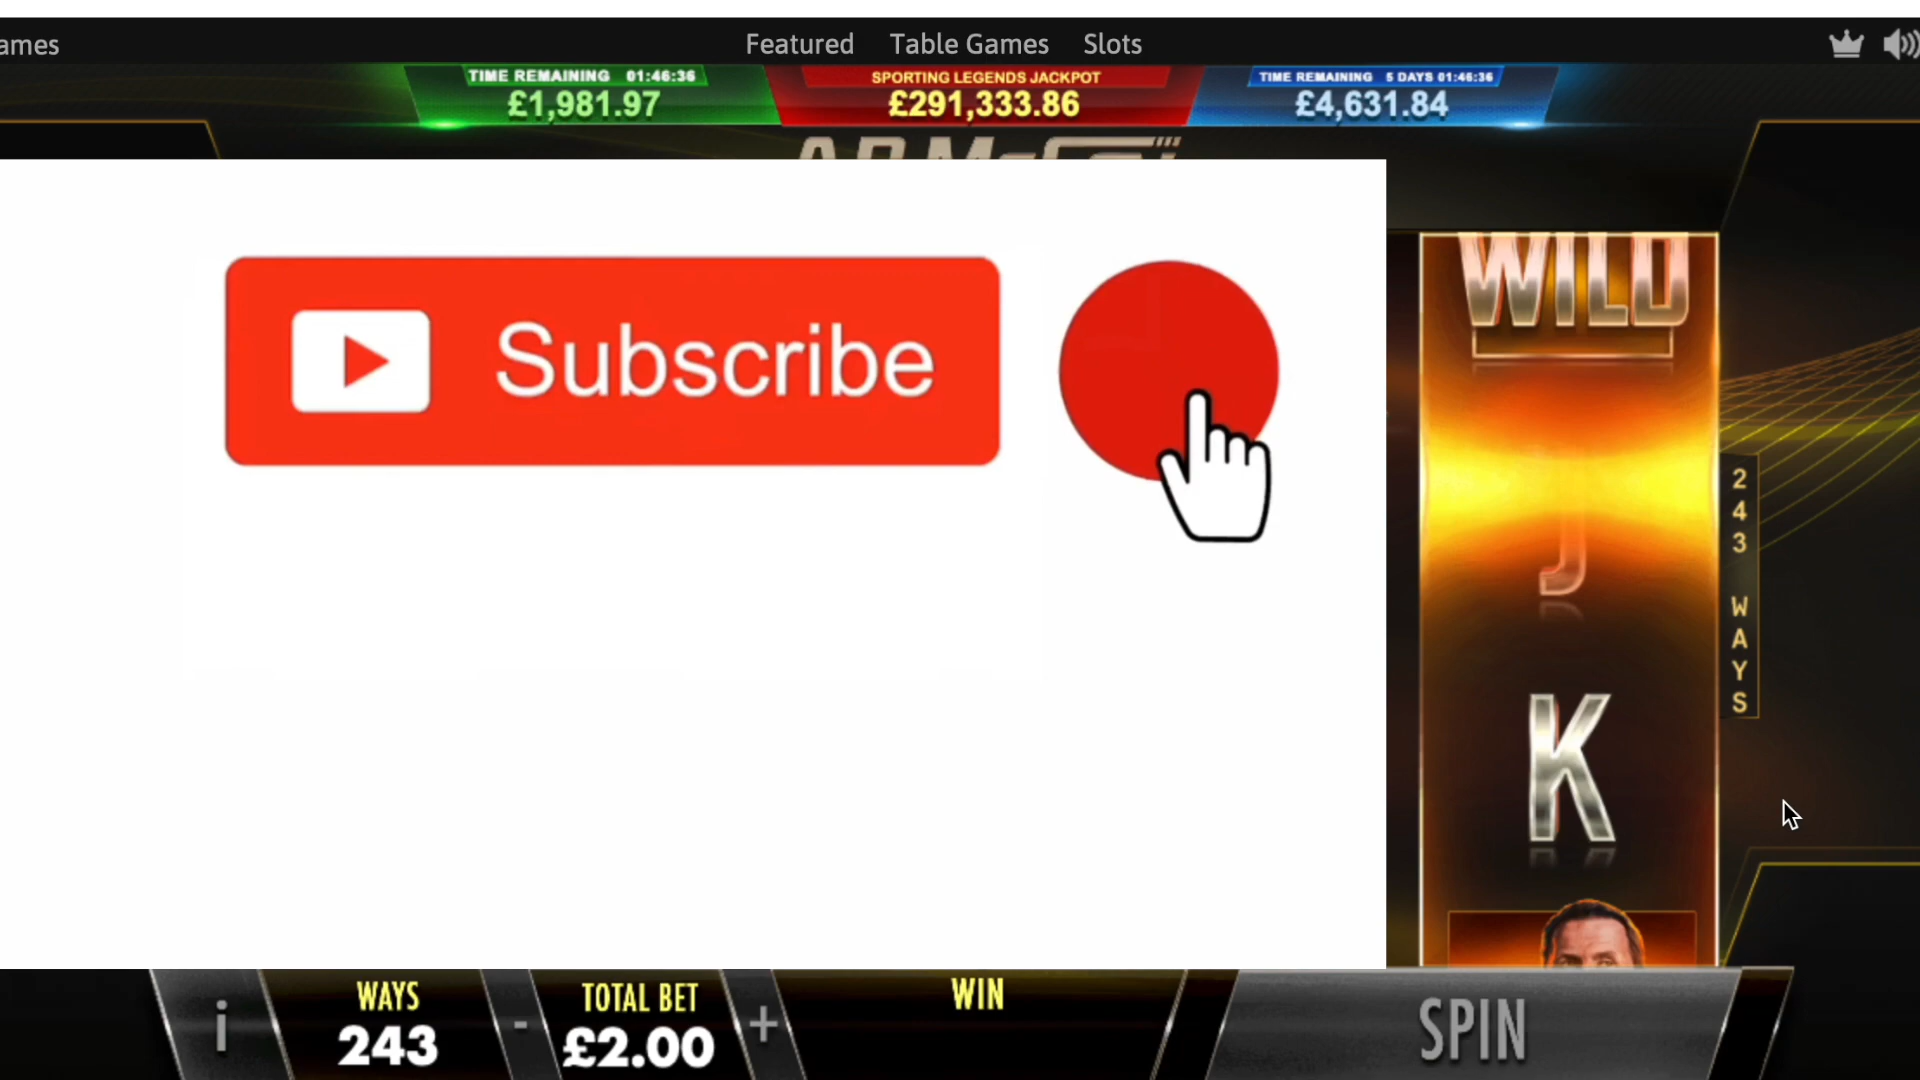 ames
Featured Table Games Slots
TIME REMAINING 01:46:36
£1,981.97
SPORTING LEGENDS JACKPOT
£291,333.86
TIME REMAINING 5 DAYS 01:46:36
£4,631.84
Subscribe
WILD
J
K
243 WAYS
i
WAYS
243
-
TOTAL BET
£2.00
+
WIN
SPIN